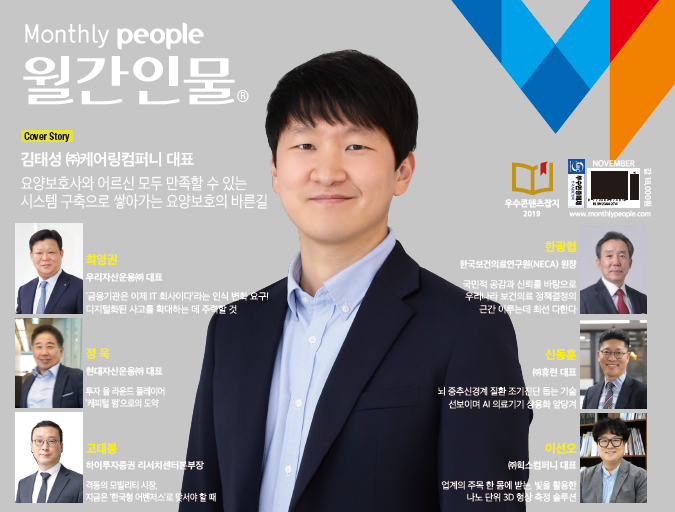 Monthly people
월간인물®
Cover Story
김태성 ㈜케어링컴퍼니 대표
요양보호사와 어르신 모두 만족할 수 있는
시스템 구축으로 쌓아가는 요양보호의 바른길
최영권
우리자산운용㈜ 대표
'금융기관은 이제 IT 회사이다'라는 인식 변화 요구!
디지털화된 사고를 확대하는 데 주력할 것
정 욱
현대자산운용㈜ 대표
투자 올 라운드 플레이어
'캐피털 펌'으로의 도약
고태봉
하이투자증권 리서치센터본부장
격동의 모빌리티 시장,
지금은 '한국형 어벤저스'로 맞서야 할 때
우수콘텐츠잡지
2019
NOVEMBER
값 18,000원
www.monthlypeople.com
한광협
한국보건의료연구원(NECA) 원장
국민적 공감과 신뢰를 바탕으로
우리나라 보건의료 정책결정의
근간 이루는데 최선 다한다
신동훈
㈜휴런 대표
뇌 중추신경계 질환 조기진단 돕는 기술
선보이며 AI 의료기기 상용화 앞당겨
이선오
㈜힉스컴퍼니 대표
업계의 주목 한 몸에 받는, 빛을 활용한
나노 단위 3D 형상 측정 솔루션